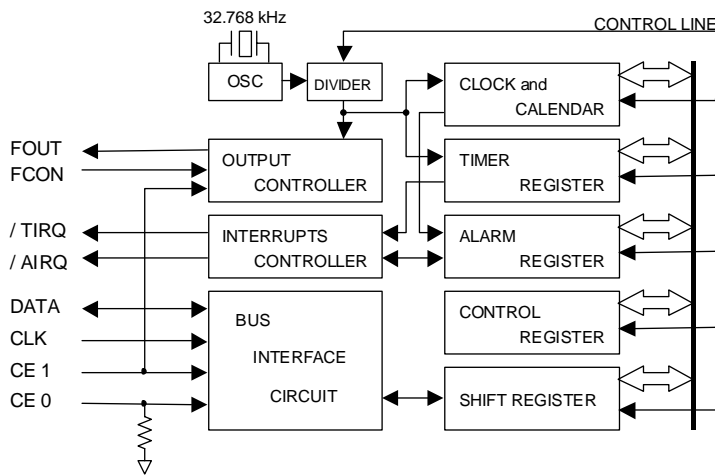 32.768 kHz
CONTROL LINE
OSC
DIVIDER
CLOCK and
CALENDAR
FOUT
FCON
OUTPUT
CONTROLLER
TIMER
REGISTER
/ TIRQ
/ AIRQ
INTERRUPTS
CONTROLLER
ALARM
REGISTER
DATA
CLK
CE 1
CE 0
BUS
INTERFACE
CIRCUIT
CONTROL
REGISTER
SHIFT REGISTER